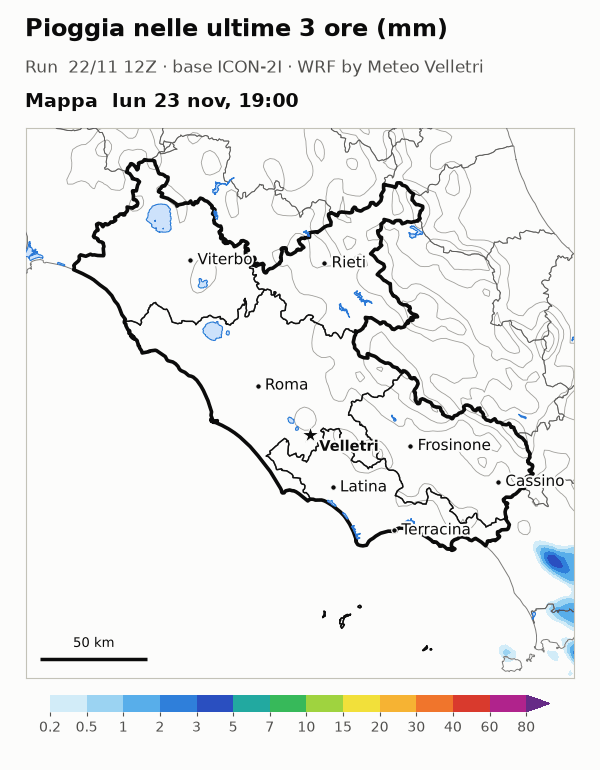 Pioggia nelle ultime 3 ore (mm)
Run  22/11 12Z · base ICON-2I · WRF by Meteo Velletri
Mappa  lun 23 nov, 19:00
Viterbo
Rieti
Roma
Velletri
Frosinone
Cassino
Latina
Terracina
50 km
0.2 0.5 1 2 3 5 7 10 15 20 30 40 60 80